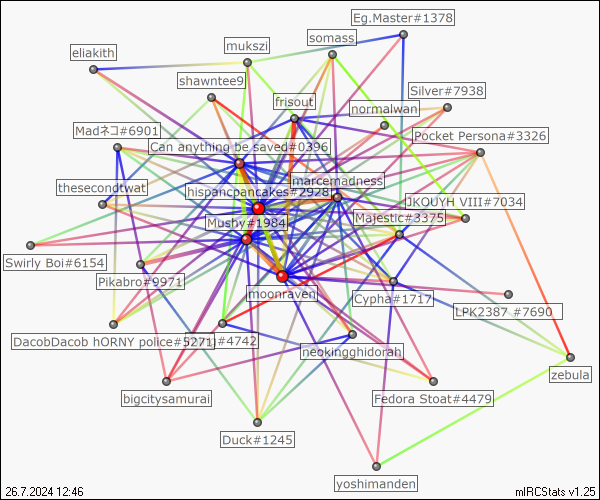 Eg.Master#1378
somass
mukszi
eliakith
shawntee9
Silver#7938
frisout
normalwan
Madネコ#6901
Pocket Persona#3326
Can anything be saved#0396
marcemadness
thesecondtwat
hispancpancakes#2928
JKOUYH VIII#7034
Mushy#1984
Majestic#3375
Swirly Boi#6154
Pikabro#9971
moonraven
Cypha#1717
LPK2387 #7690
DacobDacob hORNY police#5271
#4742
neokingghidorah
zebula
bigcitysamurai
Fedora Stoat#4479
Duck#1245
yoshimanden
26.7.2024 12:46
mIRCStats v1.25